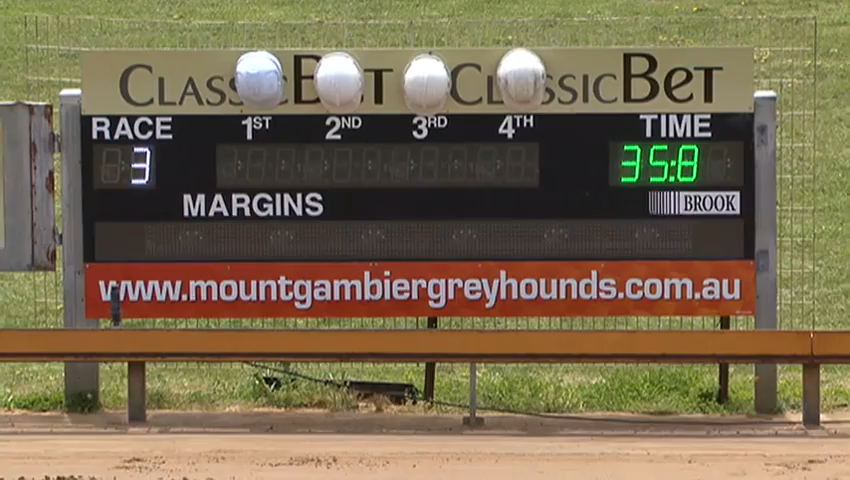 CLASSICBET CLASSICBET
RACE 1ST 2ND 3RD 4TH TIME
3 35:8
MARGINS BROOK
www.mountgambiergreyhounds.com.au